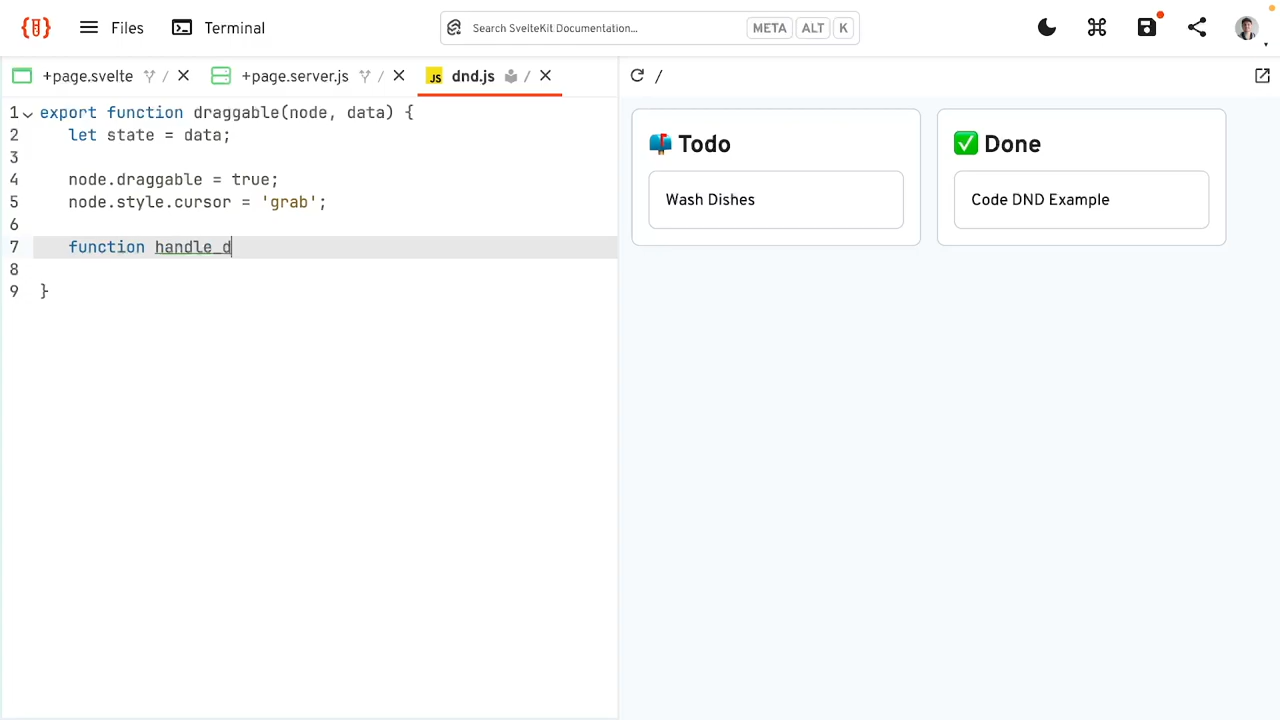 Files
Terminal
Search SvelteKit Documentation...
META ALT K
+page.svelte
+page.server.js
JS dnd.js
/
1 export function draggable(node, data) {
2 let state = data;
3
4 node.draggable = true;
5 node.style.cursor = 'grab';
6
7 function handle_d
8
9 }
Todo
Wash Dishes
Done
Code DND Example